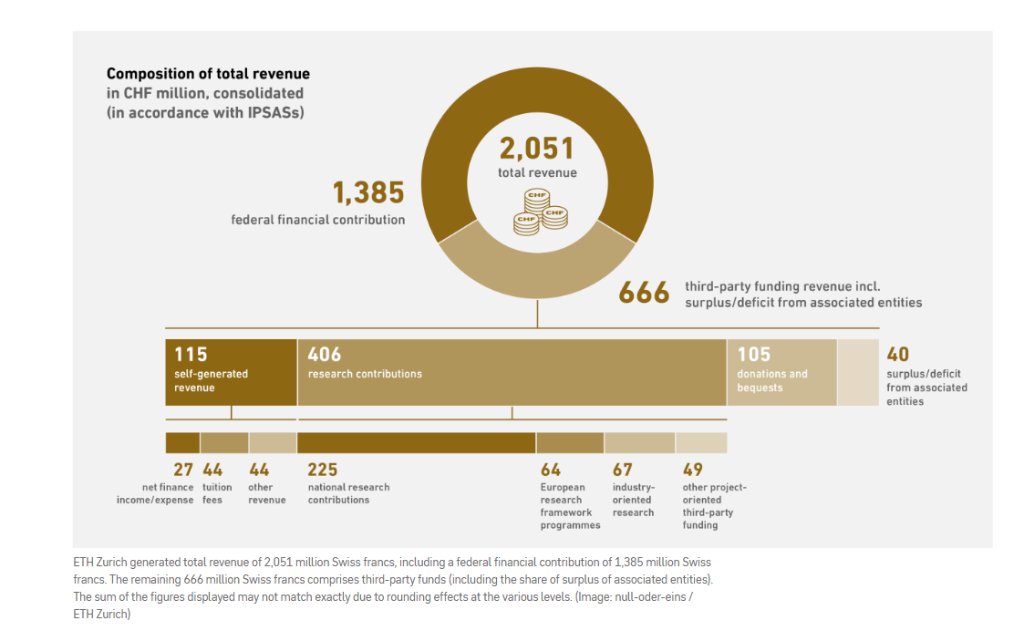 Composition of total revenue
in CHF million, consolidated
(in accordance with IPSASs)
2,051
total revenue
CHF
CHF
CHF
1,385
federal financial contribution
666
third-party funding revenue incl.
surplus/deficit from associated entities
115
self-generated
revenue
406
research contributions
105
donations and
bequests
40
surplus/deficit
from associated
entities
27
net finance
income/expense
44
tuition
fees
44
other
revenue
225
national research
contributions
64
European
research
framework
programmes
67
industry-
oriented
research
49
other project-
oriented
third-party
funding
ETH Zurich generated total revenue of 2,051 million Swiss francs, including a federal financial contribution of 1,385 million Swiss
francs. The remaining 666 million Swiss francs comprises third-party funds (including the share of surplus of associated entities).
The sum of the figures displayed may not match exactly due to rounding effects at the various levels. (Image: null-oder-eins /
ETH Zurich)